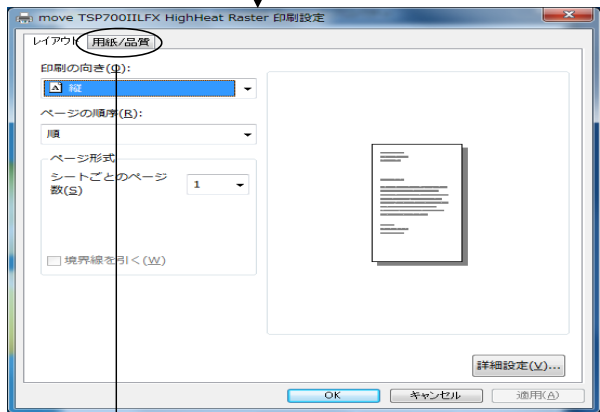 move TSP700IILFX HighHeat Raster 印刷設定
レイアウト 用紙/品質
印刷の向き(O):
縦
ページの順序(R):
順
ページ形式
シートごとのページ
数(S)
1
境界線を引く(W)
詳細設定(V)...
OK キャンセル 適用(A)